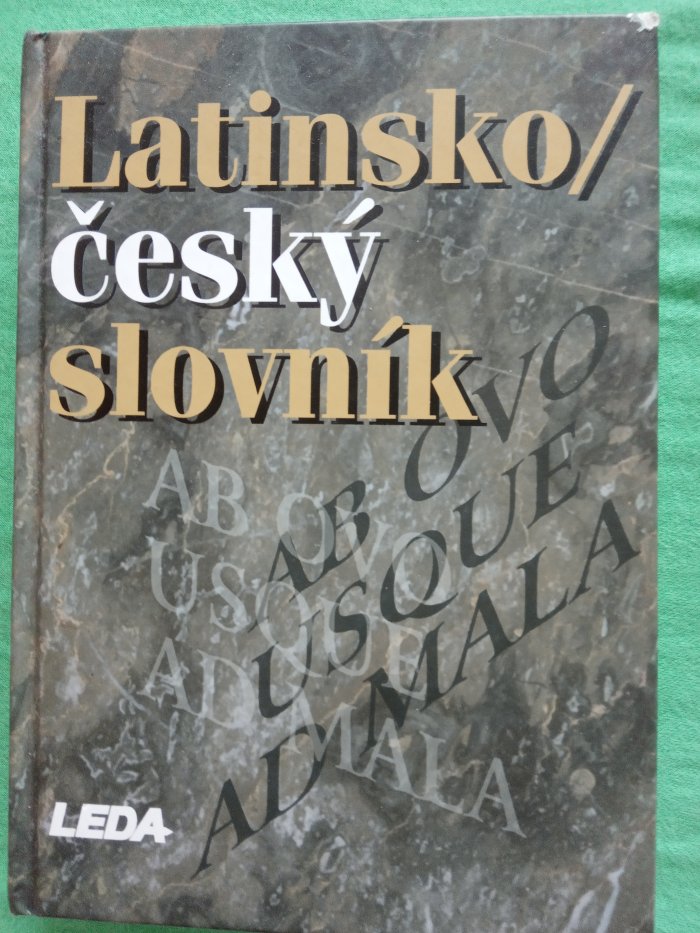 Latinsko/
český
slovník
AB OVO
USQUE
AD MALA
AB OVO
USQUE
AD MALA
LEDA